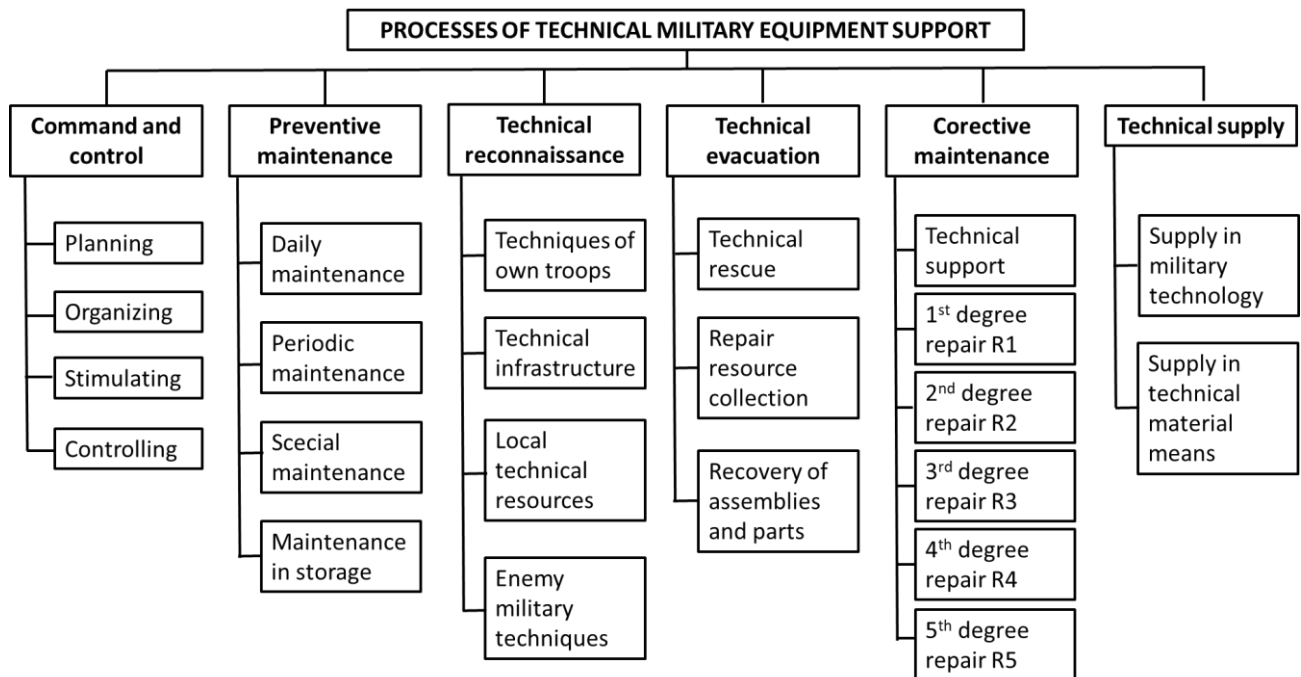 PROCESSES OF TECHNICAL MILITARY EQUIPMENT SUPPORT
Command and
control
Planning
Organizing
Stimulating
Controlling
Preventive
maintenance
Daily
maintenance
Periodic
maintenance
Scecial
maintenance
Maintenance
in storage
Technical
reconnaissance
Techniques of
own troops
Technical
infrastructure
Local
technical
resources
Enemy
military
techniques
Technical
evacuation
Technical
rescue
Repair
resource
collection
Recovery of
assemblies
and parts
Corective
maintenance
Technical
support
1st degree
repair R1
2nd degree
repair R2
3rd degree
repair R3
4th degree
repair R4
5th degree
repair R5
Technical supply
Supply in
military
technology
Supply in
technical
material
means